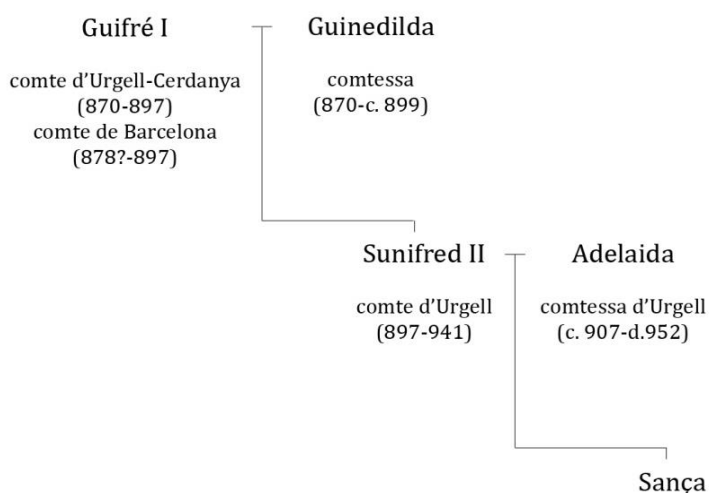 Guifré I
comte d’Urgell-Cerdanya
(870-897)
comte de Barcelona
(878?-897)
Guinedilda
comtessa
(870-c. 899)
Sunifred II
comte d’Urgell
(897-941)
Adelaida
comtessa d’Urgell
(c. 907-d.952)
Sança